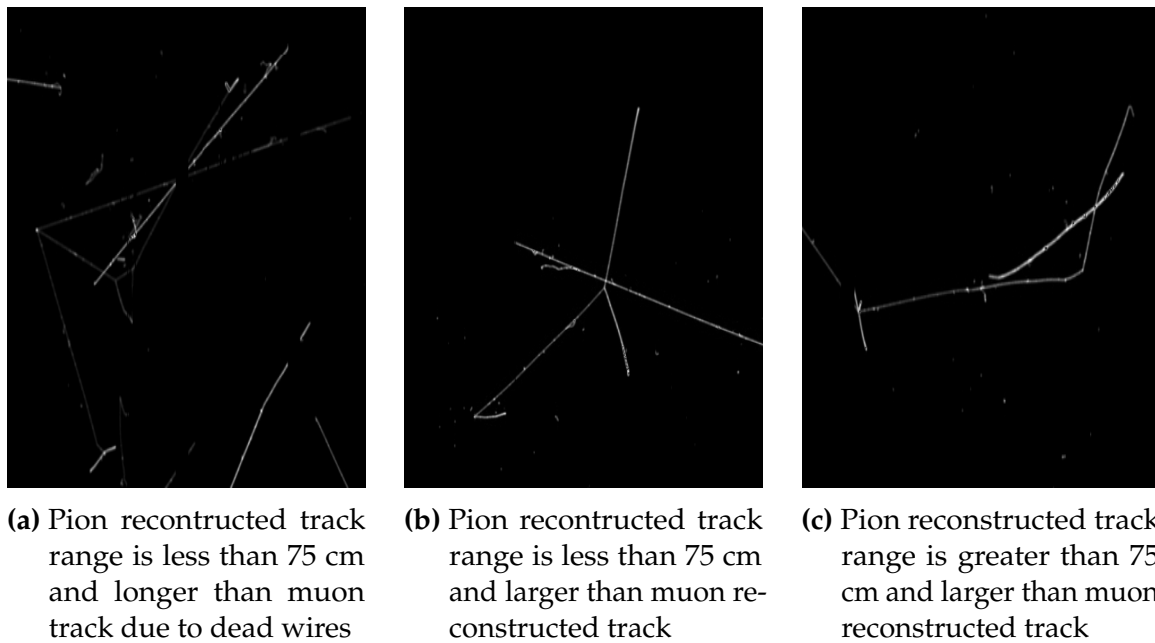 (a) Pion recontructed track
range is less than 75 cm
and longer than muon
track due to dead wires
(b) Pion recontructed track
range is less than 75 cm
and larger than muon re-
constructed track
(c) Pion reconstructed track
range is greater than 75
cm and larger than muon
reconstructed track